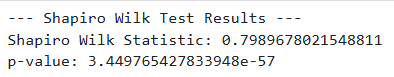 --- Shapiro Wilk Test Results ---
Shapiro Wilk Statistic: 0.7989678021548811
p-value: 3.449765427833948e-57